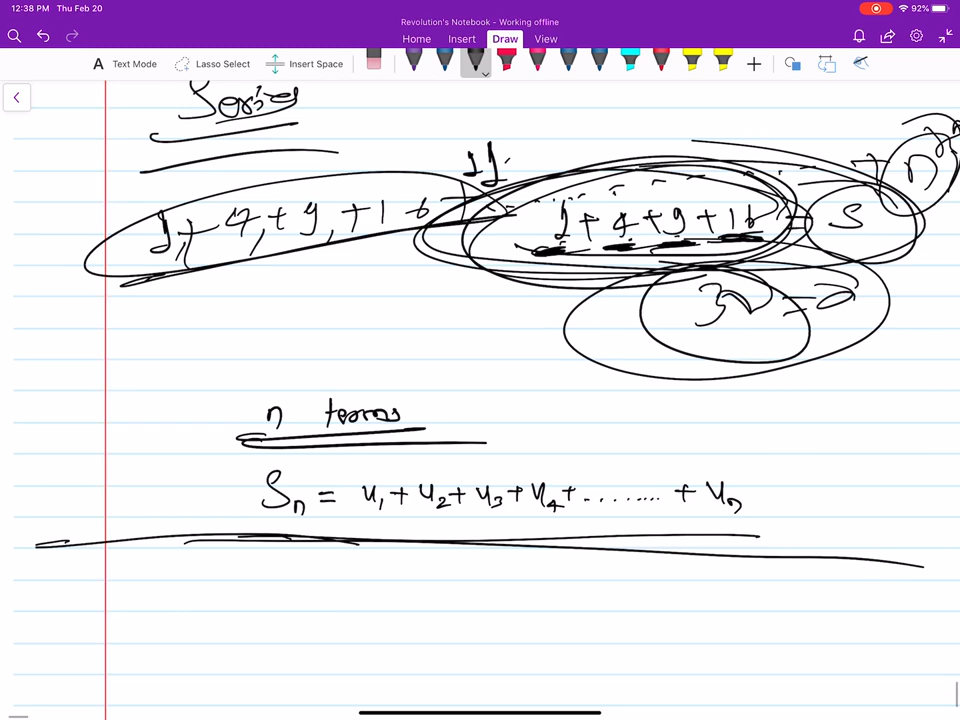 12:38 PM Thu Feb 20
92%
Revolution's Notebook - Working offline
Home Insert Draw View
A Text Mode Lasso Select Insert Space
Series
1, + 4, + 9, + 16
1 + 4 + 9 + 16 = S
n terms
Sn = u1 + u2 + u3 + u4 + ........ + un